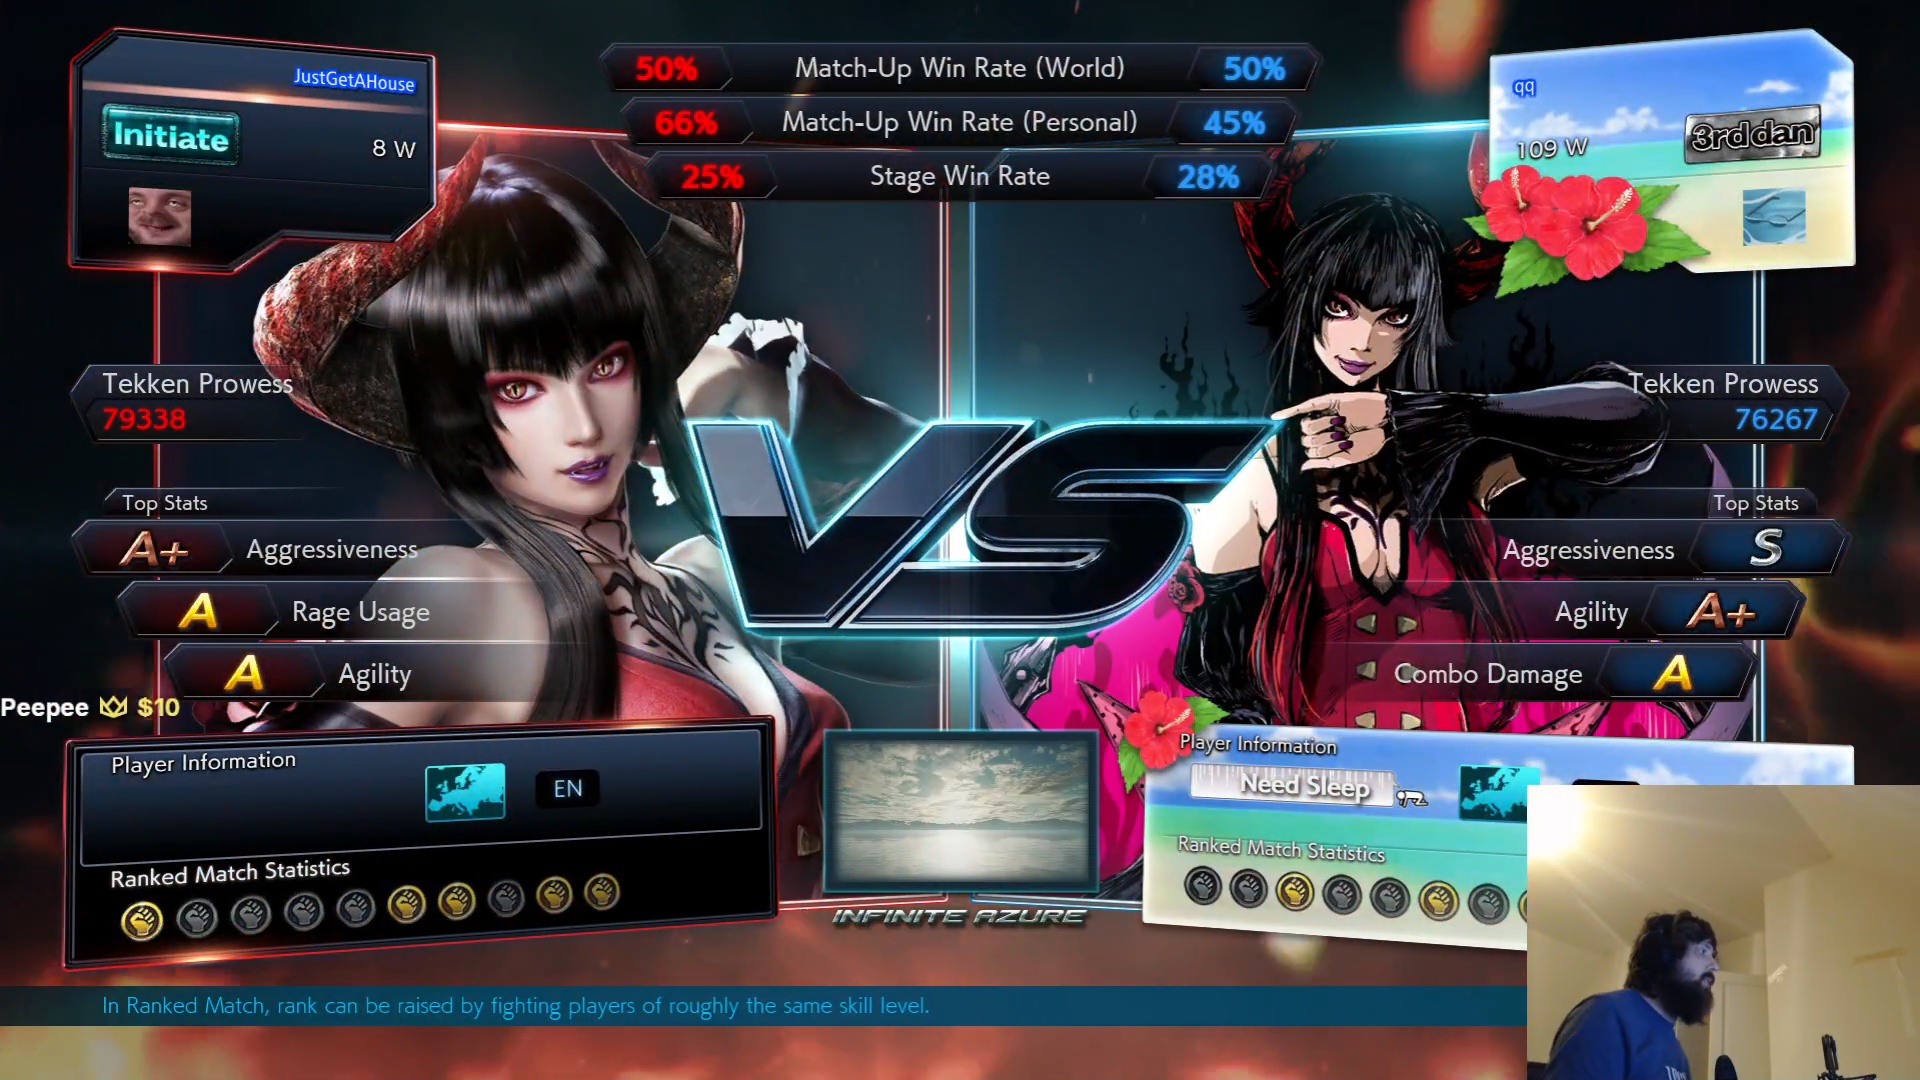 JustGetAHouse
Initiate
8 W
50% Match-Up Win Rate (World) 50%
66% Match-Up Win Rate (Personal) 45%
25% Stage Win Rate 28%
qq
109 W
3rd dan
Tekken Prowess
79338
Tekken Prowess
76267
VS
Top Stats
A+ Aggressiveness
A Rage Usage
A Agility
Top Stats
Aggressiveness S
Agility A+
Combo Damage A
Peepee $10
Player Information
EN
Ranked Match Statistics
INFINITE AZURE
Player Information
Need Sleep
Ranked Match Statistics
In Ranked Match, rank can be raised by fighting players of roughly the same skill level.